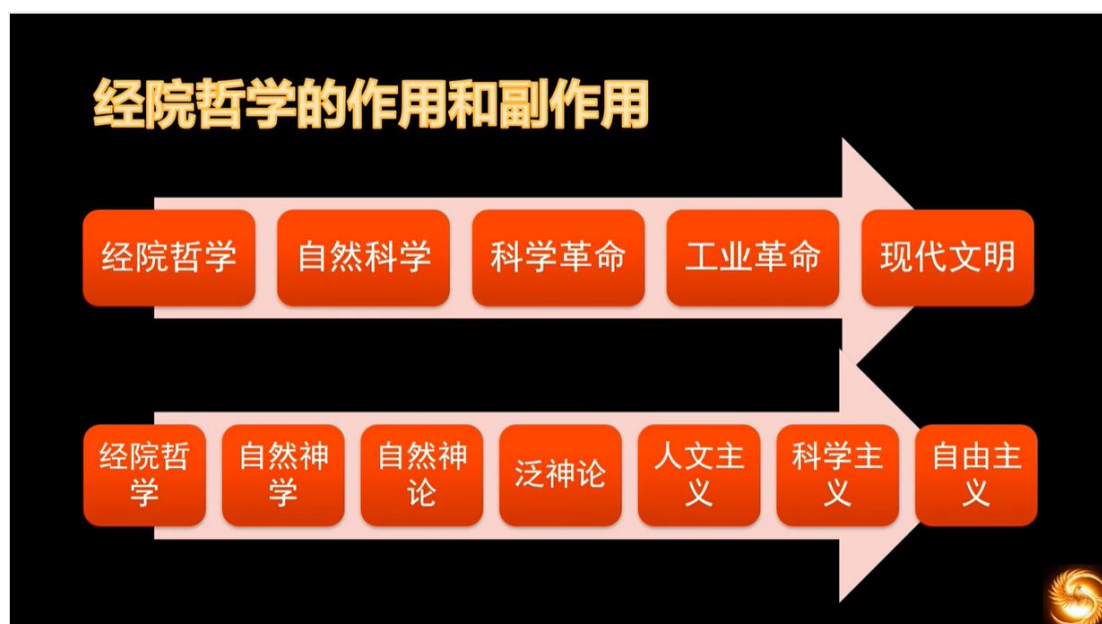 经院哲学的作用和副作用
经院哲学 自然科学 科学革命 工业革命 现代文明
经院哲
学
自然神
学
自然神
论
泛神论
人文主
义
科学主
义
自由主
义